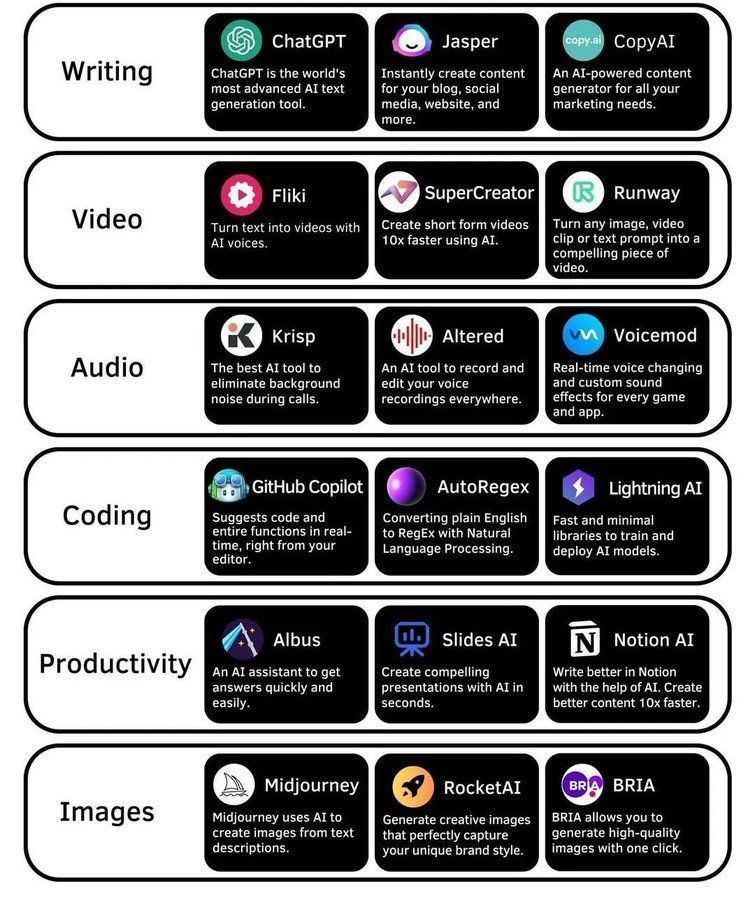 Writing
ChatGPT
ChatGPT is the world's
most advanced AI text
generation tool.
Jasper
Instantly create content
for your blog, social
media, website, and
more.
copy.ai
CopyAI
An AI-powered content
generator for all your
marketing needs.
Video
Fliki
Turn text into videos with
AI voices.
SuperCreator
Create short form videos
10x faster using AI.
Runway
Turn any image, video
clip or text prompt into a
compelling piece of
video.
Audio
Krisp
The best AI tool to
eliminate background
noise during calls.
Altered
An AI tool to record and
edit your voice
recordings everywhere.
Voicemod
Real-time voice changing
and custom sound
effects for every game
and app.
Coding
GitHub Copilot
Suggests code and
entire functions in real-
time, right from your
editor.
AutoRegex
Converting plain English
to RegEx with Natural
Language Processing.
Lightning AI
Fast and minimal
libraries to train and
deploy AI models.
Productivity
Albus
An AI assistant to get
answers quickly and
easily.
Slides AI
Create compelling
presentations with AI in
seconds.
N
Notion AI
Write better in Notion
with the help of AI. Create
better content 10x faster.
Images
Midjourney
Midjourney uses AI to
create images from text
descriptions.
RocketAI
Generate creative images
that perfectly capture
your unique brand style.
BRIA
BRIA
BRIA allows you to
generate high-quality
images with one click.